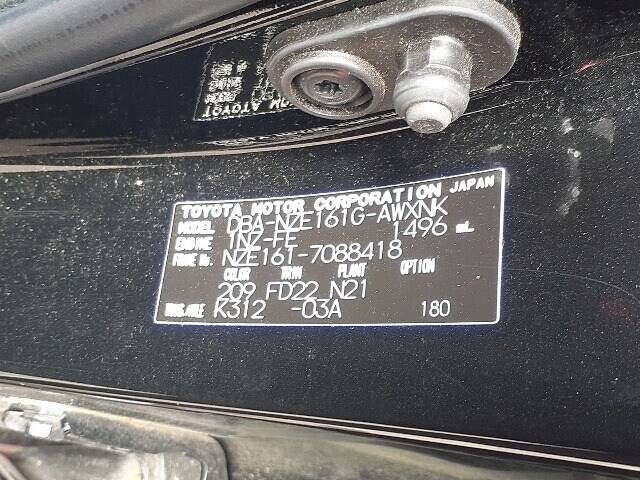 TOYOTA MOTOR CORPORATION JAPAN
MODEL DBA-NZE161G-AWXNK
ENGINE 1NZ-FE 1496 mL
FRAME No. NZE161-7088418
COLOR TRIM PLANT OPTION
209 FD22 N21
TRANS./AXLE K312 -03A 180